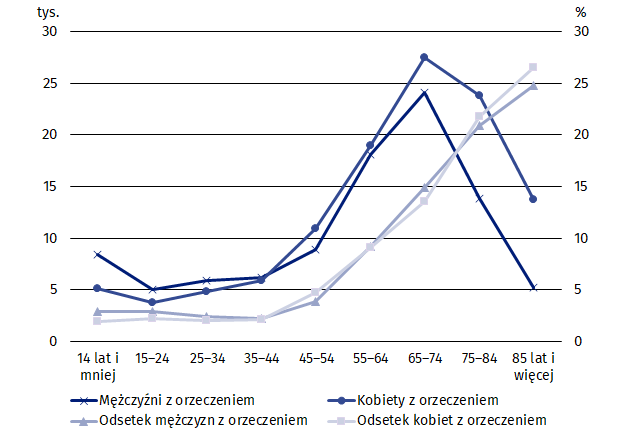 tys. %
30 30
25 25
20 20
15 15
10 10
5 5
0 0
14 lat i 15–24 25–34 35–44 45–54 55–64 65–74 75–84 85 lat i
mniej więcej
Mężczyźni z orzeczeniem Kobiety z orzeczeniem
Odsetek mężczyzn z orzeczeniem Odsetek kobiet z orzeczeniem